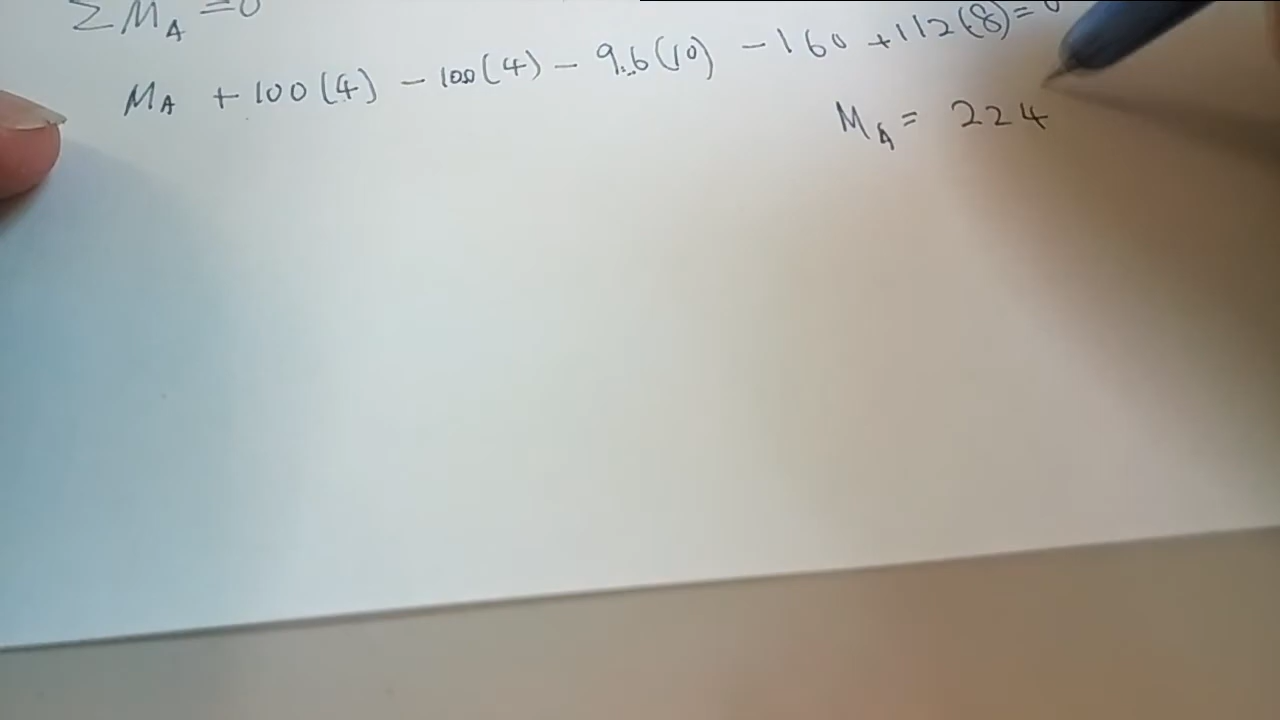 ΣM_A = 0
M_A + 100(4) - 100(4) - 9.6(10) - 160 + 112(8) = 0
M_A = 224